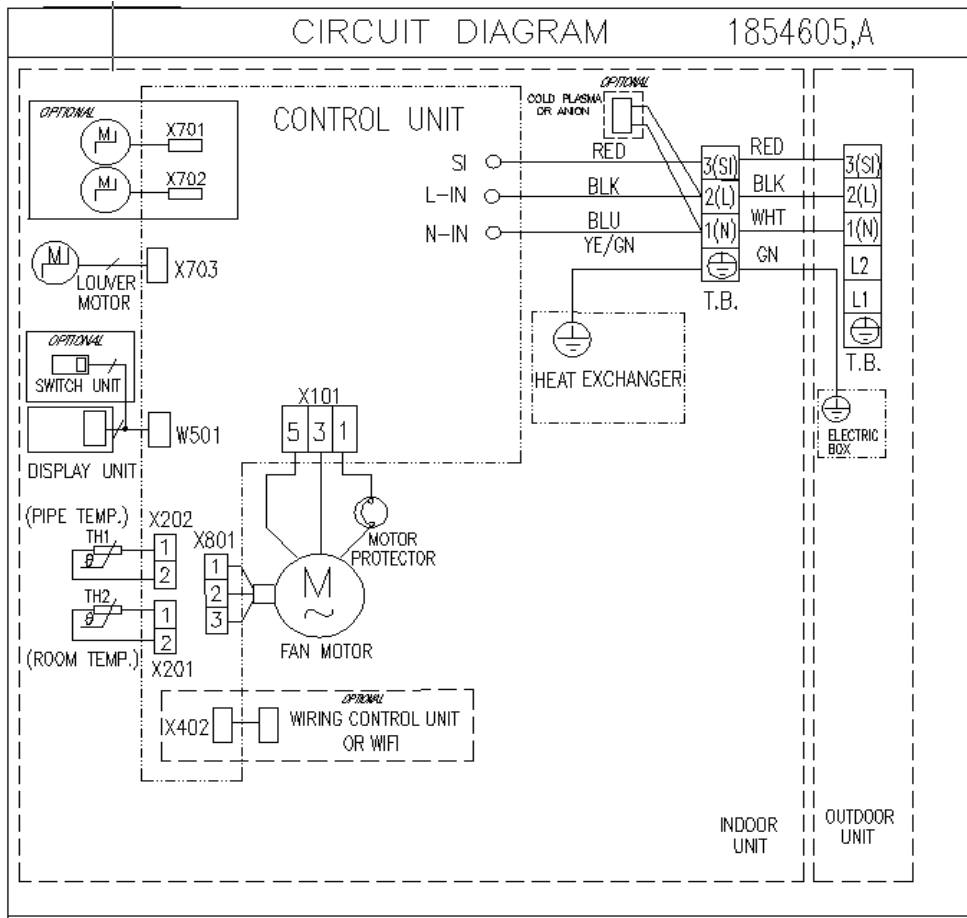 CIRCUIT DIAGRAM 1854605,A
OPTIONAL
M X701
M X702
M
LOUVER
MOTOR
X703
OPTIONAL
SWITCH UNIT
W501
DISPLAY UNIT
CONTROL UNIT
SI
L-IN
N-IN
OPTIONAL
COLD PLASMA
OR ANION
RED
BLK
BLU
YE/GN
3(SI)
2(L)
1(N)
T.B.
RED
BLK
WHT
GN
3(SI)
2(L)
1(N)
L2
L1
T.B.
HEAT EXCHANGER
ELECTRIC
BOX
X101
5 3 1
MOTOR
PROTECTOR
(PIPE TEMP.)
TH1
θ
X202
1
2
TH2
θ
1
2
(ROOM TEMP.)
X201
X801
1
2
3
M
~
FAN MOTOR
OPTIONAL
X402
WIRING CONTROL UNIT
OR WIFI
INDOOR
UNIT
OUTDOOR
UNIT